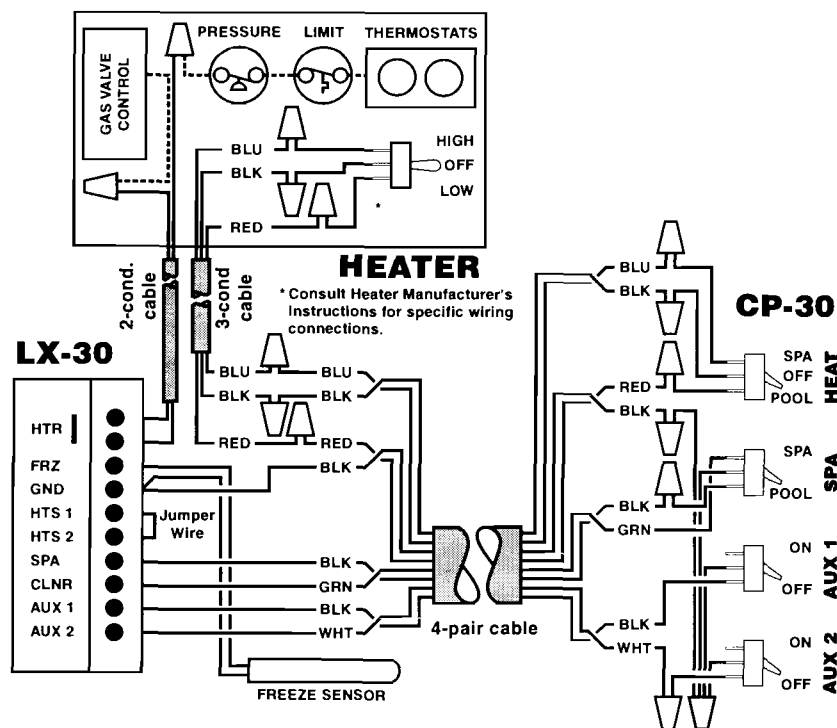 PRESSURE LIMIT THERMOSTATS
GAS VALVE
CONTROL
BLU
BLK
RED
HIGH
OFF
LOW
*
2-cond.
cable
3-cond
cable
HEATER
* Consult Heater Manufacturer's
Instructions for specific wiring
connections.
LX-30
HTR
FRZ
GND
HTS 1
HTS 2
SPA
CLNR
AUX 1
AUX 2
Jumper
Wire
BLU BLU
BLK BLK
RED RED
BLK
BLK
GRN
BLK
WHT
4-pair cable
FREEZE SENSOR
CP-30
BLU
BLK
RED
BLK
BLK
GRN
BLK
WHT
SPA
OFF
POOL
HEAT
SPA
POOL
SPA
ON
OFF
AUX 1
ON
OFF
AUX 2